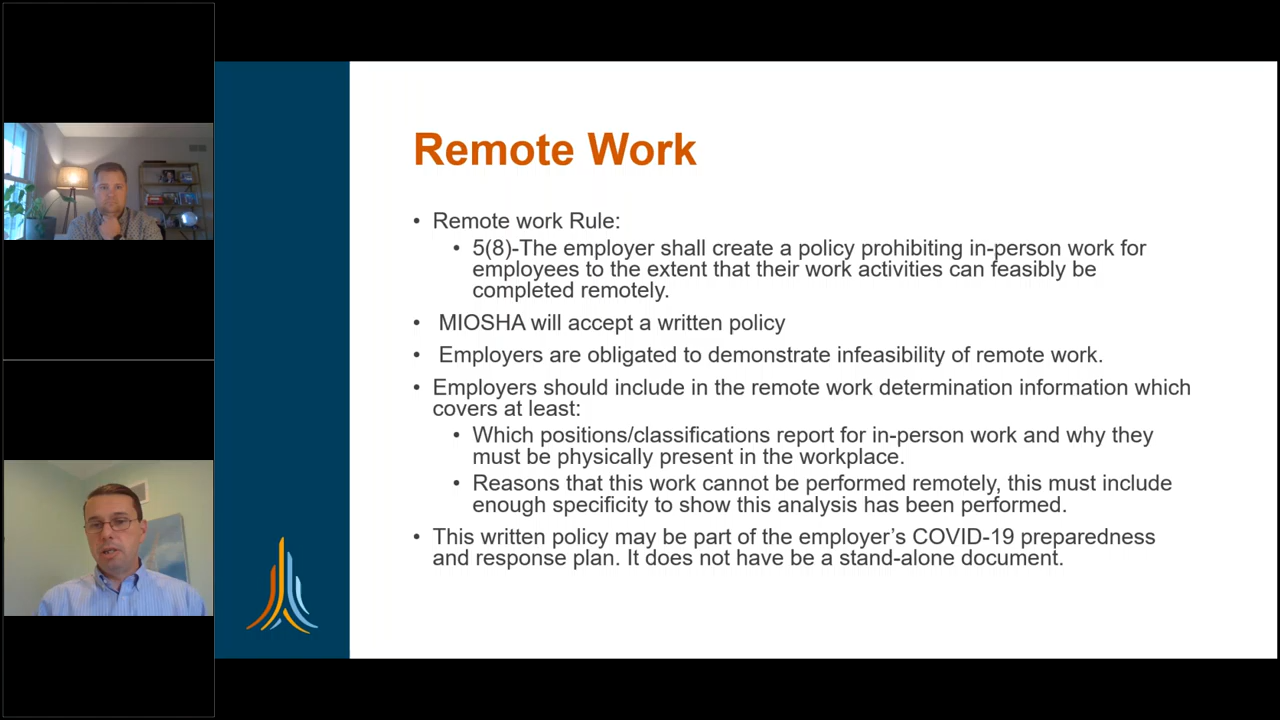 Remote Work
• Remote work Rule:
• 5(8)-The employer shall create a policy prohibiting in-person work for
employees to the extent that their work activities can feasibly be
completed remotely.
• MIOSHA will accept a written policy
• Employers are obligated to demonstrate infeasibility of remote work.
• Employers should include in the remote work determination information which
covers at least:
• Which positions/classifications report for in-person work and why they
must be physically present in the workplace.
• Reasons that this work cannot be performed remotely, this must include
enough specificity to show this analysis has been performed.
• This written policy may be part of the employer's COVID-19 preparedness
and response plan. It does not have be a stand-alone document.